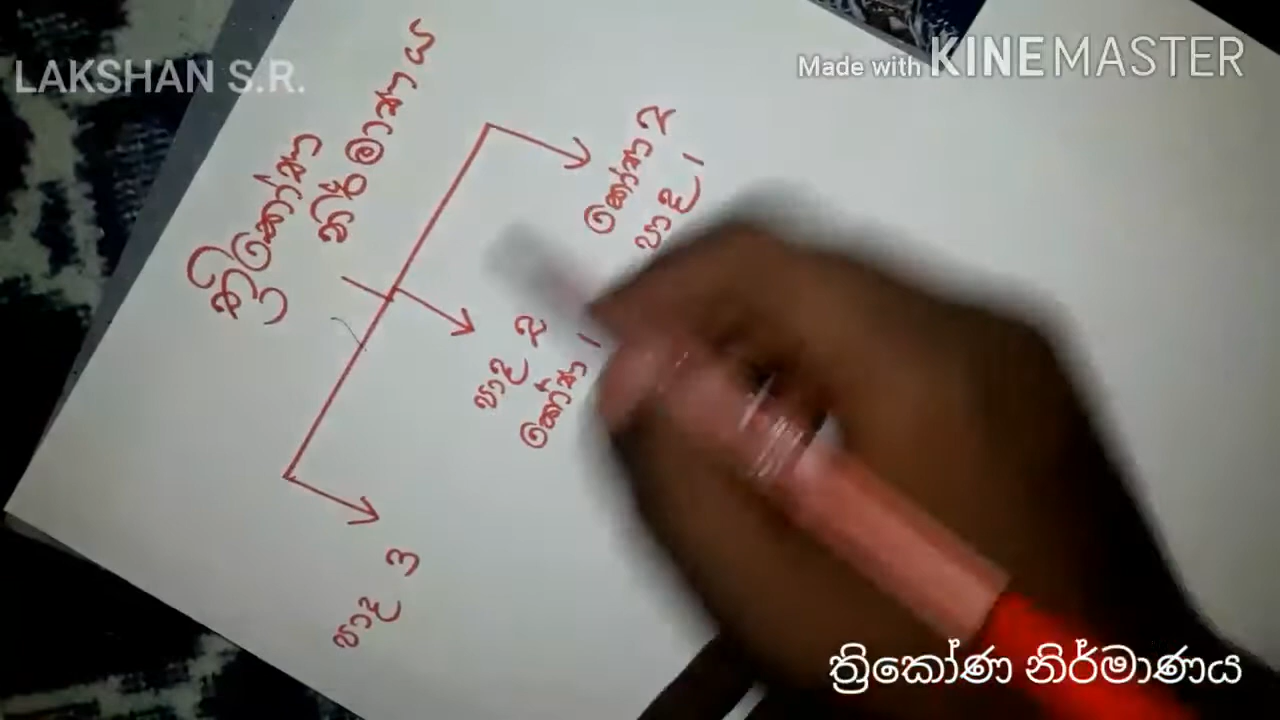 LAKSHAN S.R.
Made with KINEMASTER
ත්‍රිකෝණ
නිර්මාණය
පාද 3
පාද 2
කෝණ 1
කෝණ 2
පාද 1
ත්‍රිකෝණ නිර්මාණය